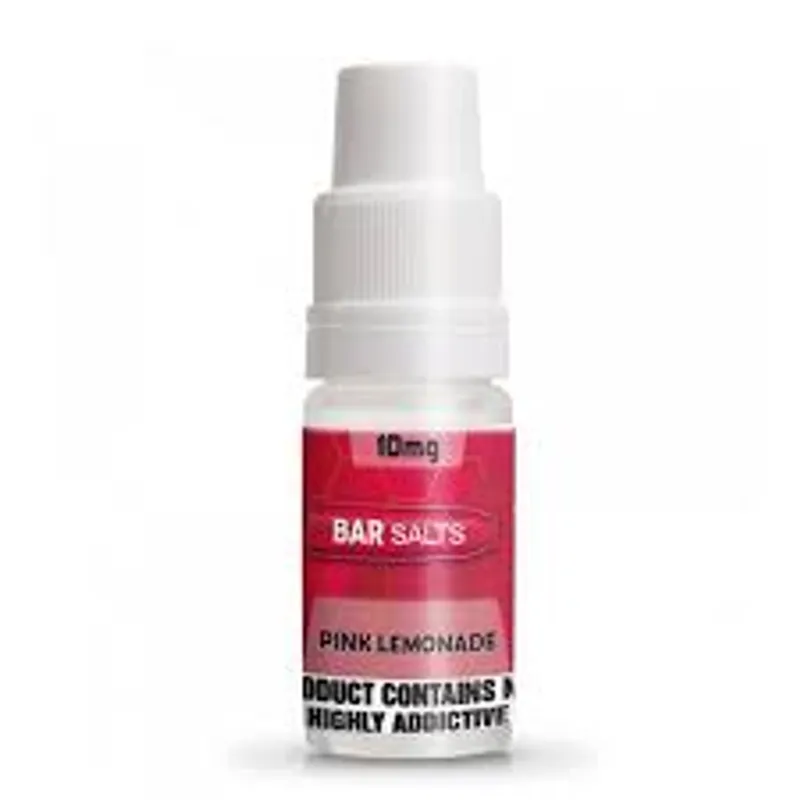 10mg
BAR SALTS
PINK LEMONADE
ODUCT CONTAINS N
HIGHLY ADDICTIVE